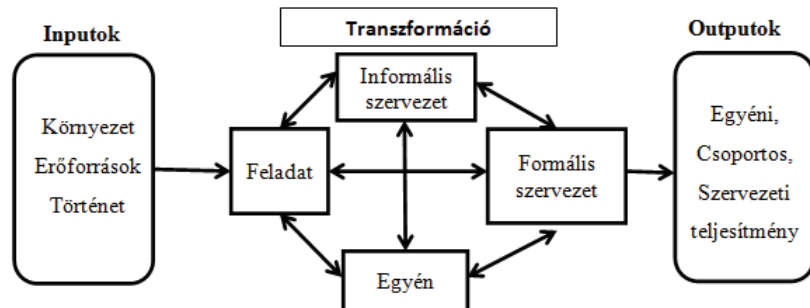 Inputok
Transzformáció
Outputok
Környezet
Erőforrások
Történet
Feladat
Informális
szervezet
Egyén
Formális
szervezet
Egyéni,
Csoportos,
Szervezeti
teljesítmény